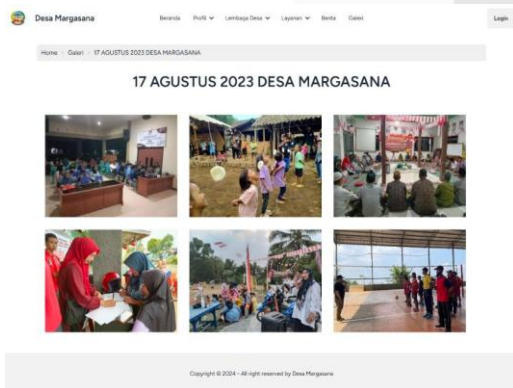 Desa Margasana
Beranda Profil Lembaga Desa Layanan Berita Galeri
Login
Home Galeri 17 AGUSTUS 2023 DESA MARGASANA
17 AGUSTUS 2023 DESA MARGASANA
Copyright © 2024 - All right reserved by Desa Margasana